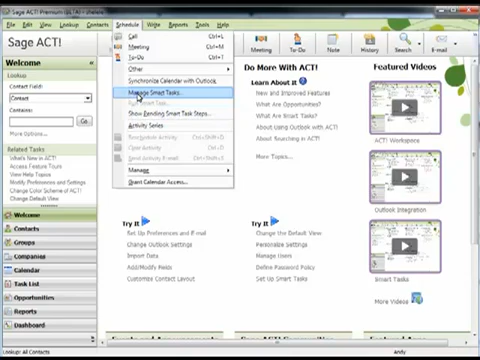 Sage ACT! Premium
File Edit View Lookup Contacts Schedule Write Reports Tools Help
Sage ACT!
Call Ctrl+L
Meeting Ctrl+M
To-Do Ctrl+T
Other
Synchronize Calendar with Outlook
Manage Smart Tasks...
Run Smart Task...
Show Pending Smart Task Steps...
Activity Series
Manage
Grant Calendar Access...
Meeting To-Do Note History Search E-mail
Welcome
Lookup
Contact Field:
Contact
Contains:
Go
Related Tasks
What's New in ACT!
Access Feature Tours
View Help Topics
Modify Preferences and Settings
Change Color Scheme of ACT!
Change Default View
Welcome
Contacts
Groups
Companies
Calendar
Task List
Opportunities
Reports
Dashboard
Do More With ACT!
Learn About It
New and Improved Features
What Are Opportunities?
What Are Smart Tasks?
About Using Outlook with ACT!
About Searching in ACT!
More Topics...
Try It
Set Up Preferences and E-mail
Change Outlook Settings
Import Data
Add/Modify Fields
Customize Contact Layout
Try It
Change the Default View
Personalize Settings
Manage Users
Define Password Policy
Set Up Smart Tasks
Featured Videos
ACT! Workspace
Outlook Integration
Smart Tasks
More Videos
Lookup: All Contacts
Andy